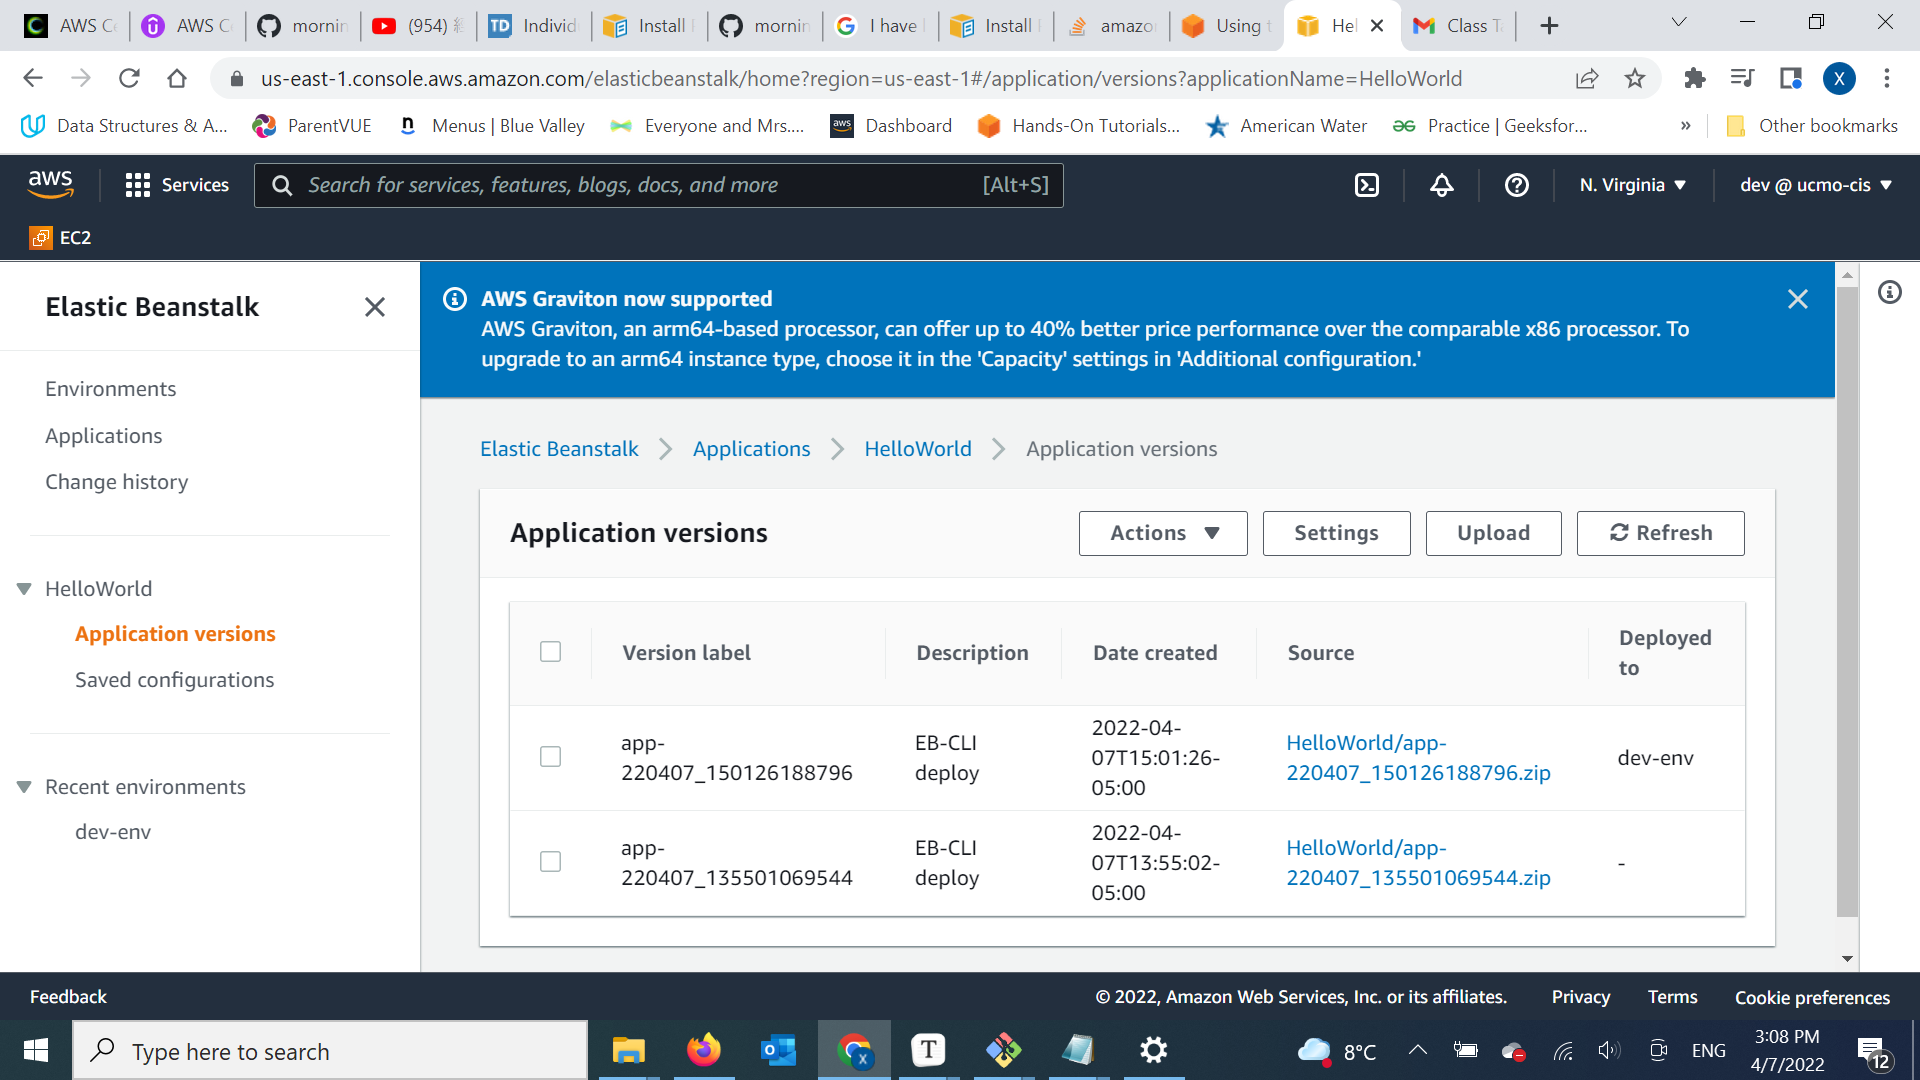 AWS Ce
AWS C
mornin
(954)
Individ
Install
mornin
I have
Install
amazo
Using t
Hel
Class Ta
us-east-1.console.aws.amazon.com/elasticbeanstalk/home?region=us-east-1#/application/versions?applicationName=HelloWorld
X
Data Structures & A...
ParentVUE
Menus | Blue Valley
Everyone and Mrs....
Dashboard
Hands-On Tutorials...
American Water
Practice | Geeksfor...
»
Other bookmarks
aws
Services
Search for services, features, blogs, docs, and more
[Alt+S]
N. Virginia
dev @ ucmo-cis
EC2
Elastic Beanstalk
Environments
Applications
Change history
HelloWorld
Application versions
Saved configurations
Recent environments
dev-env
AWS Graviton now supported
AWS Graviton, an arm64-based processor, can offer up to 40% better price performance over the comparable x86 processor. To
upgrade to an arm64 instance type, choose it in the 'Capacity' settings in 'Additional configuration.'
Elastic Beanstalk
Applications
HelloWorld
Application versions
Application versions
Actions
Settings
Upload
Refresh
Version label
Description
Date created
Source
Deployed
to
app-
220407_150126188796
EB-CLI
deploy
2022-04-
07T15:01:26-
05:00
HelloWorld/app-
220407_150126188796.zip
dev-env
app-
220407_135501069544
EB-CLI
deploy
2022-04-
07T13:55:02-
05:00
HelloWorld/app-
220407_135501069544.zip
-
Feedback
© 2022, Amazon Web Services, Inc. or its affiliates.
Privacy
Terms
Cookie preferences
Type here to search
8°C
ENG
3:08 PM
4/7/2022
12